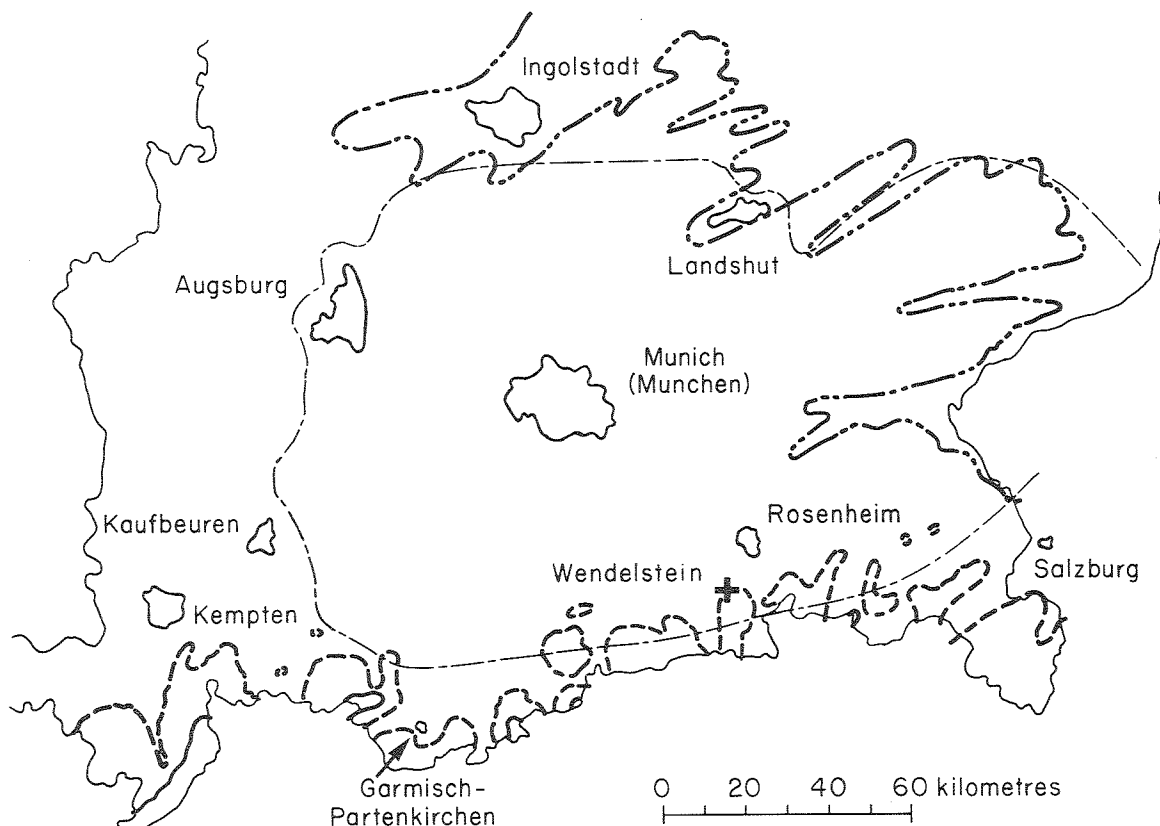 Ingolstadt
Augsburg
Landshut
Munich
(Munchen)
Kaufbeuren
Rosenheim
Wendelstein
Salzburg
Kempten
Garmisch-
Partenkirchen
0 20 40 60 kilometres